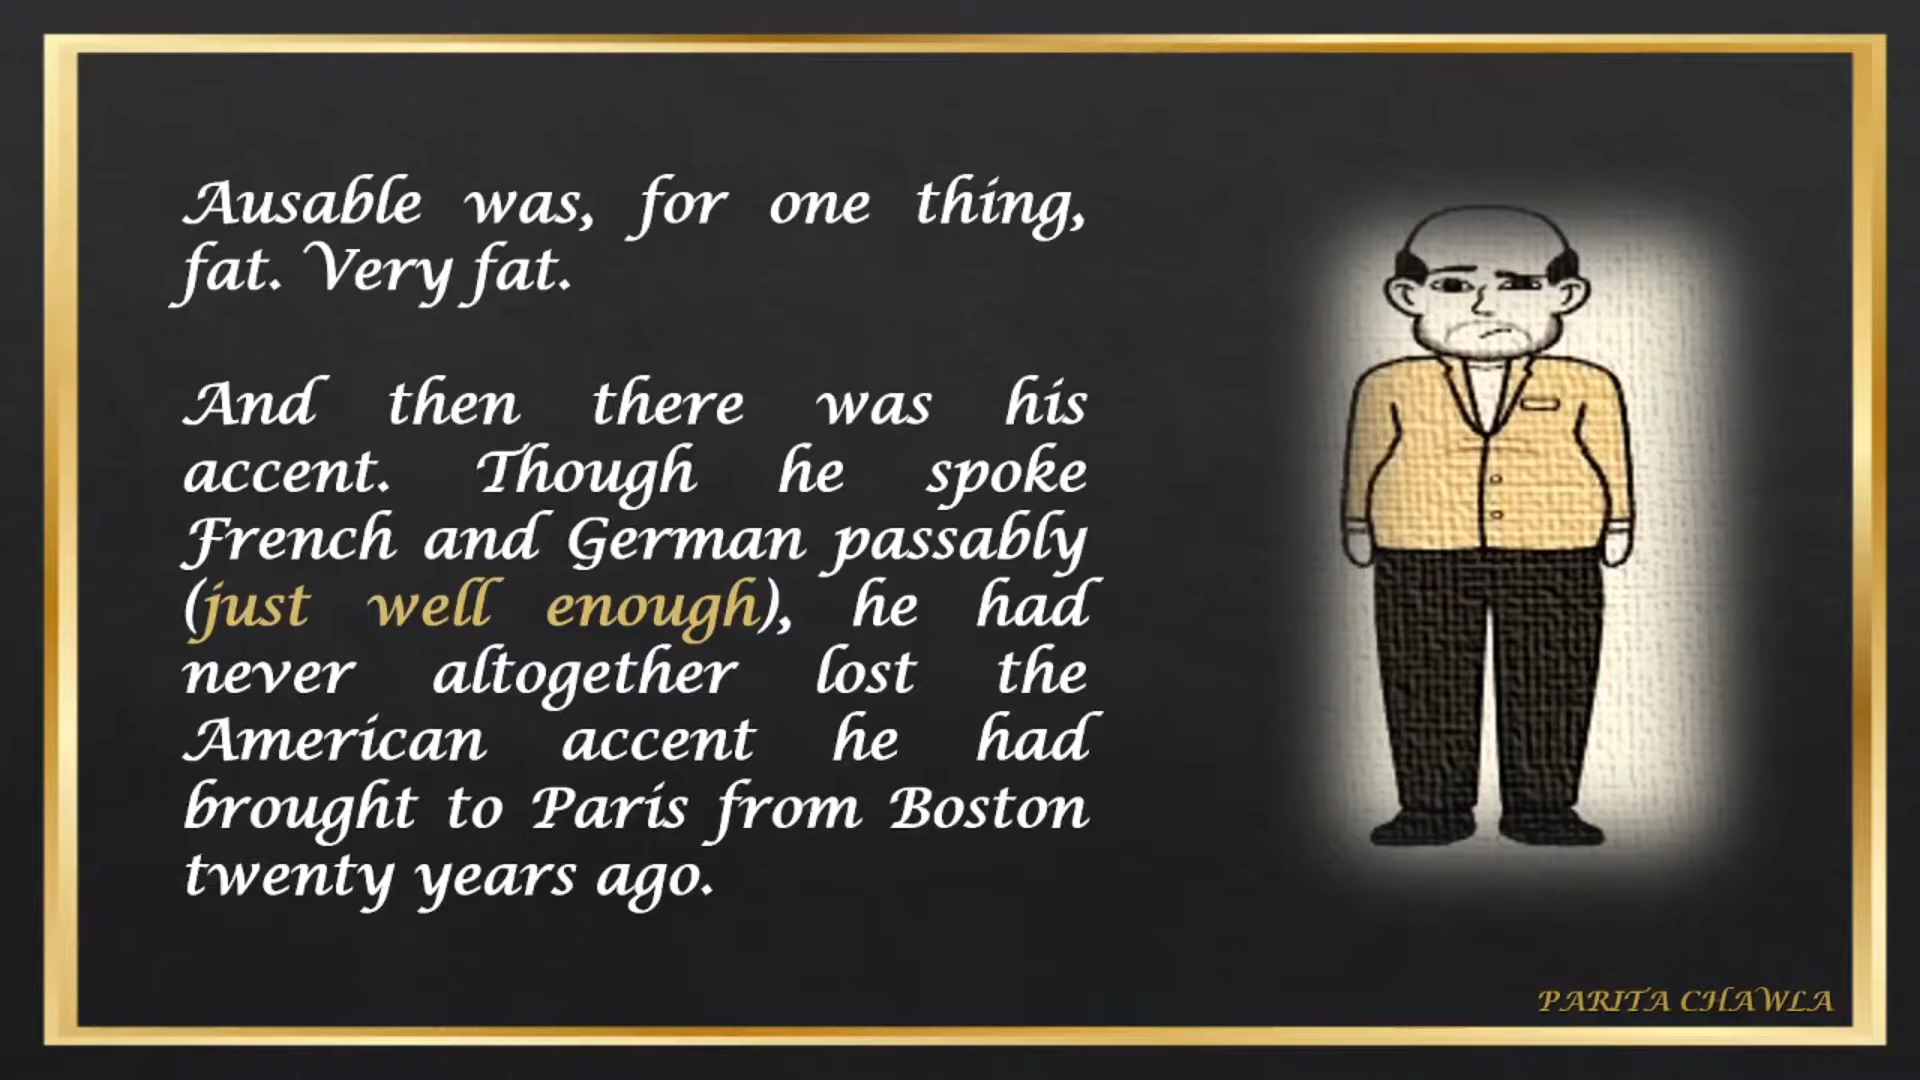 Ausable was, for one thing,
fat. Very fat.
And then there was his
accent. Though he spoke
French and German passably
(just well enough), he had
never altogether lost the
American accent he had
brought to Paris from Boston
twenty years ago.
PARITA CHAWLA